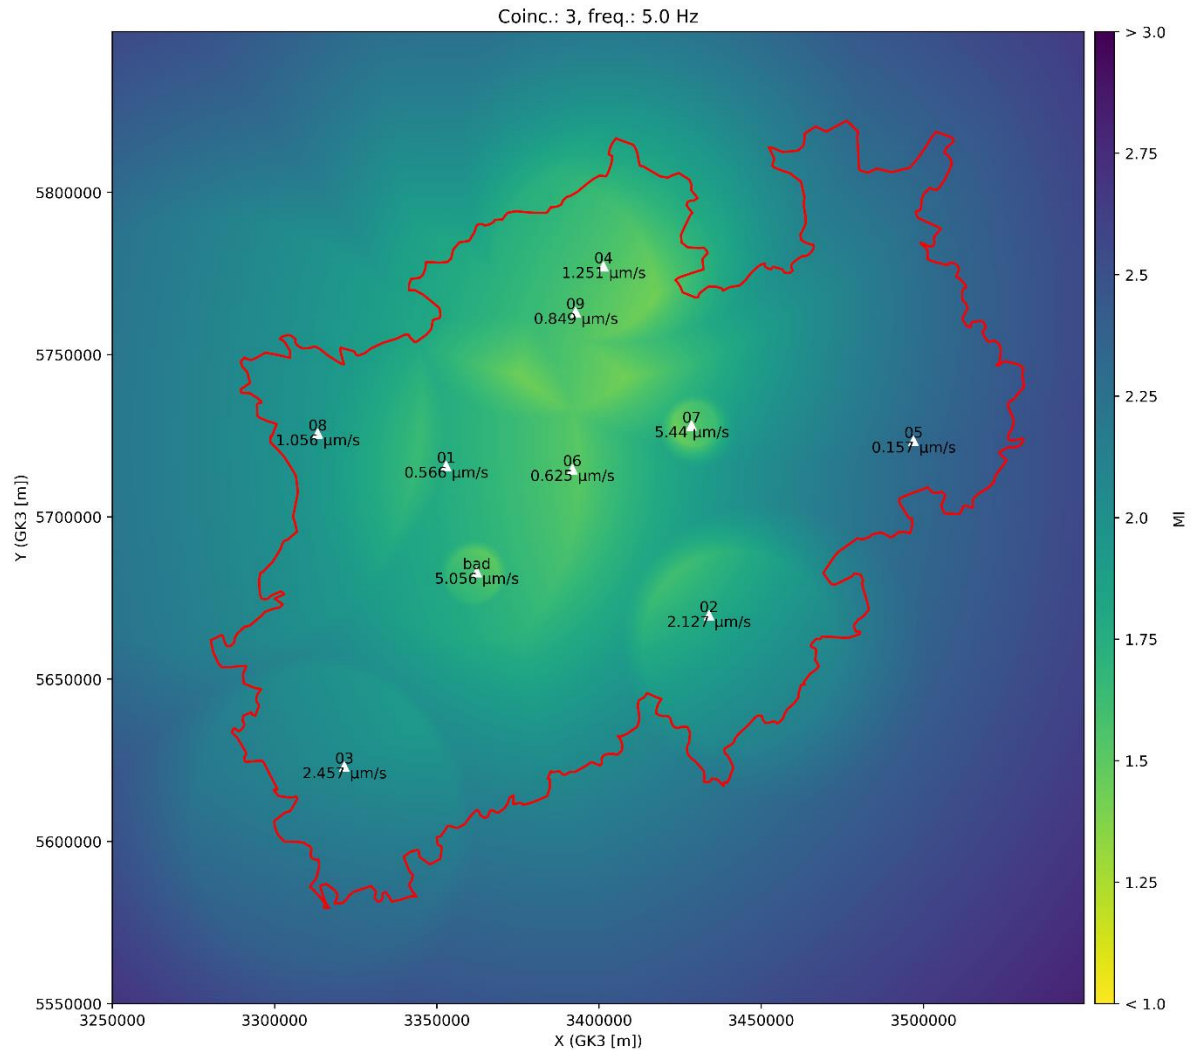 Coinc.: 3, freq.: 5.0 Hz
> 3.0
2.75
2.5
2.25
2.0
1.75
1.5
1.25
< 1.0
MI
5800000
5750000
5700000
5650000
5600000
5550000
Y (GK3 [m])
04
1.251 µm/s
09
0.849 µm/s
07
5.44 µm/s
08
1.056 µm/s
05
0.157 µm/s
01
0.566 µm/s
06
0.625 µm/s
bad
5.056 µm/s
02
2.127 µm/s
03
2.457 µm/s
3250000 3300000 3350000 3400000 3450000 3500000
X (GK3 [m])